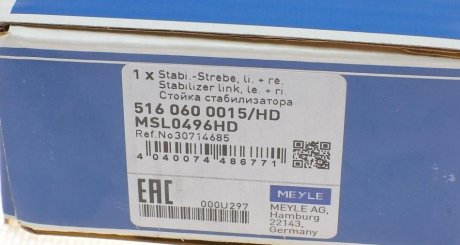 1 x Stabi.-Strebe, li. + re.
Stabilizer link, le. + ri.
Стойка стабилизатора
516 060 0015/HD
MSL0496HD
Ref.No30714685
4 040074 486771
EAC
000U297
MEYLE
MEYLE AG,
Hamburg
22143,
Germany